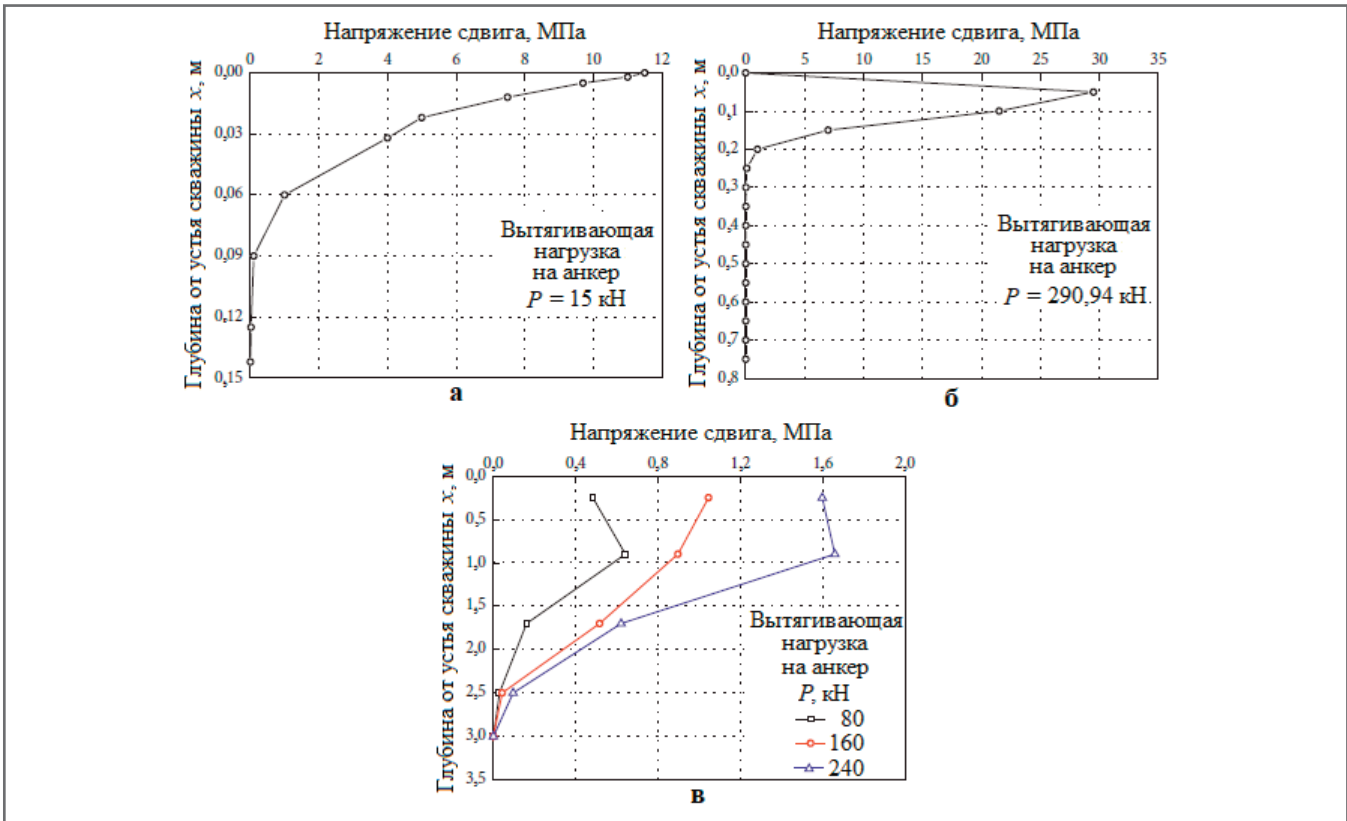 Напряжение сдвига, МПа
0 2 4 6 8 10 12
Глубина от устья скважины x, м
0,00
0,03
0,06
0,09
0,12
0,15
Вытягивающая
нагрузка
на анкер
P = 15 кН
а
Напряжение сдвига, МПа
0 5 10 15 20 25 30 35
Глубина от устья скважины x, м
0,0
0,1
0,2
0,3
0,4
0,5
0,6
0,7
0,8
Вытягивающая
нагрузка
на анкер
P = 290,94 кН
б
Напряжение сдвига, МПа
0,0 0,4 0,8 1,2 1,6 2,0
Глубина от устья скважины x, м
0,0
0,5
1,0
1,5
2,0
2,5
3,0
3,5
Вытягивающая
нагрузка
на анкер
P, кН
80
160
240
в